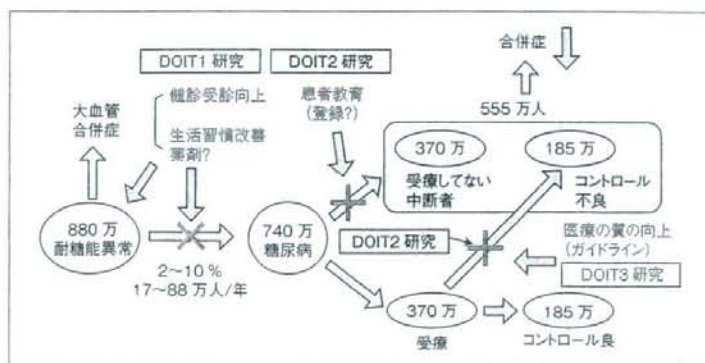 DOIT1 研究
DOIT2 研究
合併症
健診受診向上
患者教育
(登録?)
555 万人
大血管
合併症
生活習慣改善
薬剤?
370 万
185 万
受療してない
中断者
コントロール
不良
880 万
耐糖能異常
740 万
糖尿病
DOIT2 研究
医療の質の向上
(ガイドライン)
DOIT3 研究
2〜10 %
17〜88 万人/年
370 万
受療
185 万
コントロール良